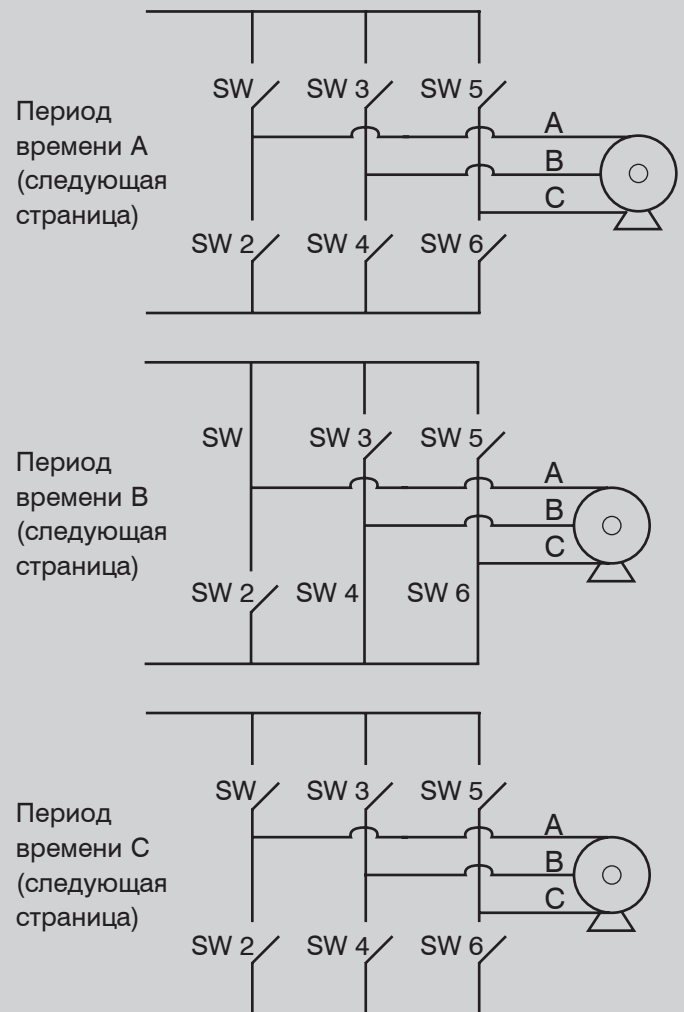 SW SW 3 SW 5
Период
времени A
(следующая
страница)
A
B
C
SW 2 SW 4 SW 6
SW SW 3 SW 5
Период
времени B
(следующая
страница)
A
B
C
SW 2 SW 4 SW 6
SW SW 3 SW 5
Период
времени C
(следующая
страница)
A
B
C
SW 2 SW 4 SW 6